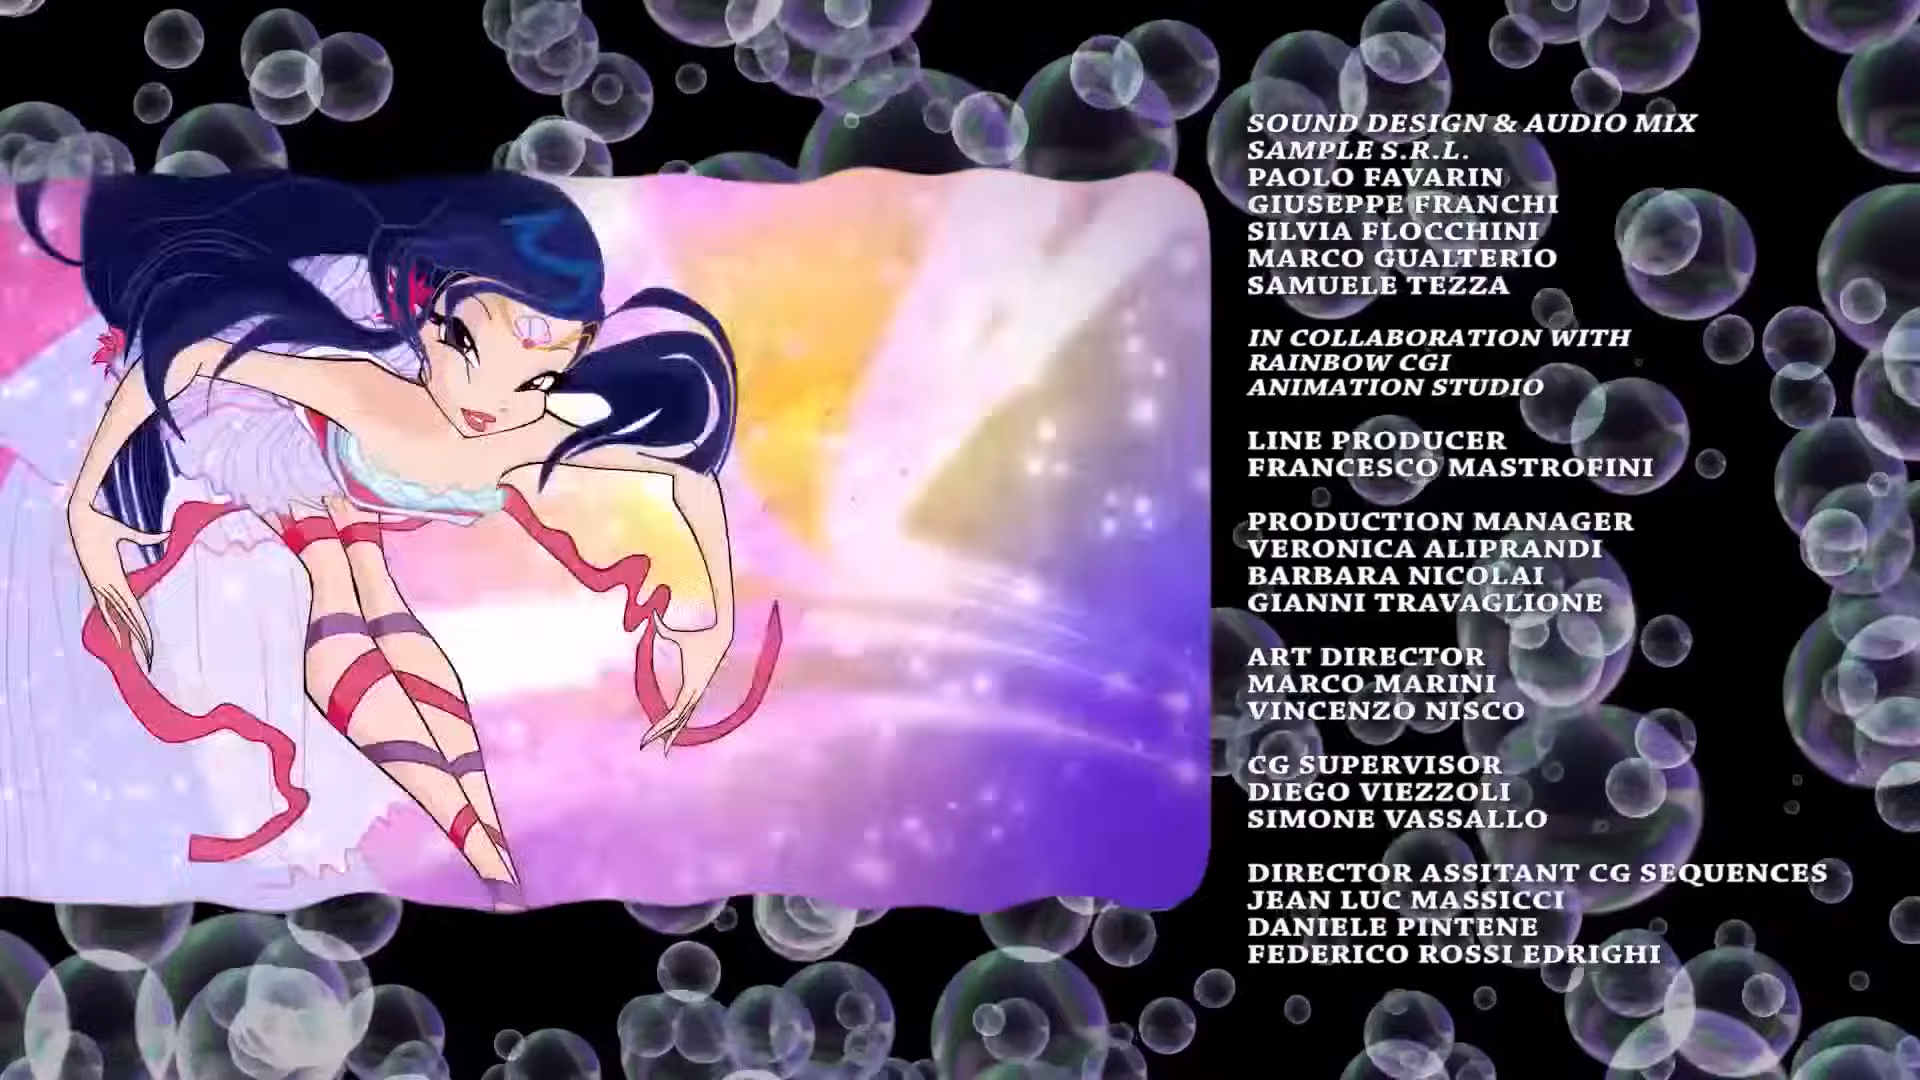 SOUND DESIGN & AUDIO MIX
SAMPLE S.R.L.
PAOLO FAVARIN
GIUSEPPE FRANCHI
SILVIA FLOCCHINI
MARCO GUALTERIO
SAMUELE TEZZA
IN COLLABORATION WITH
RAINBOW CGI
ANIMATION STUDIO
LINE PRODUCER
FRANCESCO MASTROFINI
PRODUCTION MANAGER
VERONICA ALIPRANDI
BARBARA NICOLAI
GIANNI TRAVAGLIONE
ART DIRECTOR
MARCO MARINI
VINCENZO NISCO
CG SUPERVISOR
DIEGO VIEZZOLI
SIMONE VASSALLO
DIRECTOR ASSITANT CG SEQUENCES
JEAN LUC MASSICCI
DANIELE PINTENE
FEDERICO ROSSI EDRIGHI